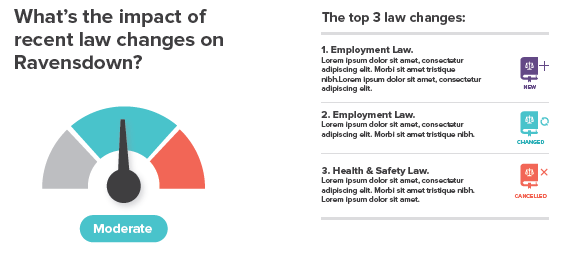 What's the impact of
recent law changes on
Ravensdown?
Moderate
The top 3 law changes:
1. Employment Law.
Lorem ipsum dolor sit amet, consectetur
adipiscing elit. Morbi sit amet tristique
nibh.Lorem ipsum dolor sit amet, consectetur
adipiscing elit.
NEW
2. Employment Law.
Lorem ipsum dolor sit amet, consectetur
adipiscing elit. Morbi sit amet tristique nibh.
CHANGED
3. Health & Safety Law.
Lorem ipsum dolor sit amet, consectetur
adipiscing elit. Morbi sit amet tristique nibh.
Lorem ipsum dolor sit amet.
CANCELLED